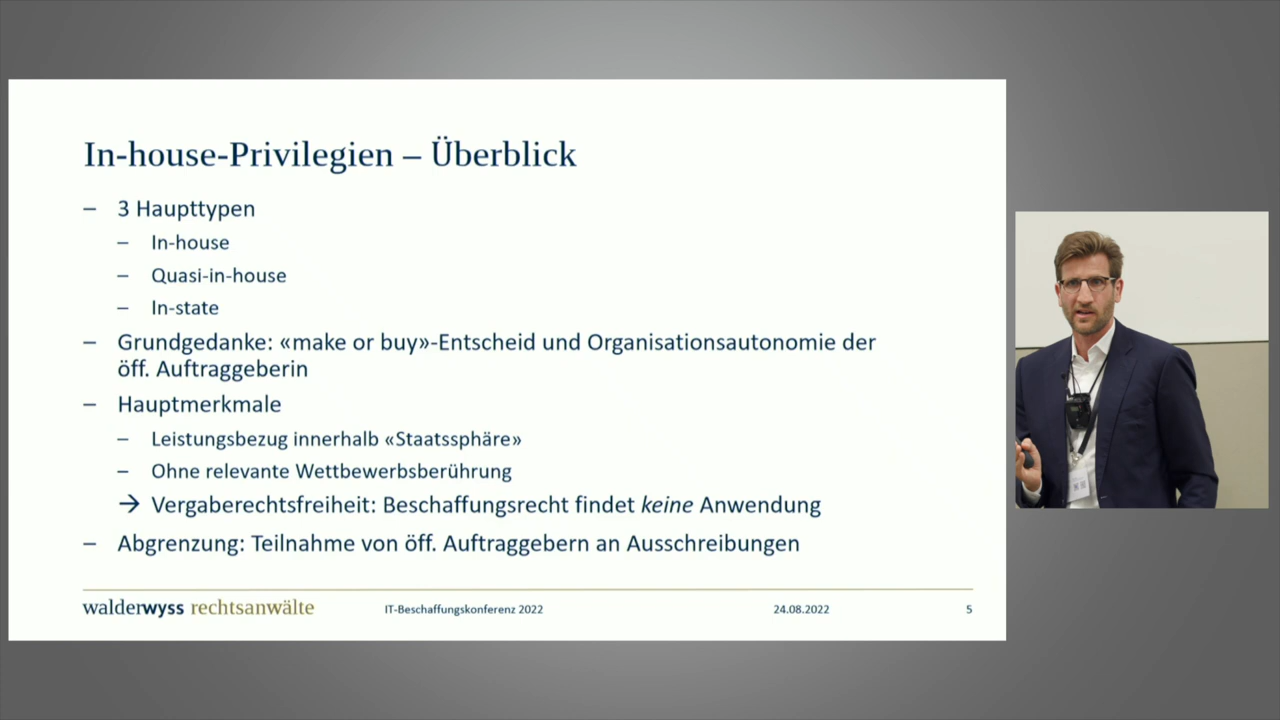 In-house-Privilegien – Überblick
– 3 Haupttypen
– In-house
– Quasi-in-house
– In-state
– Grundgedanke: «make or buy»-Entscheid und Organisationsautonomie der
öff. Auftraggeberin
– Hauptmerkmale
– Leistungsbezug innerhalb «Staatssphäre»
– Ohne relevante Wettbewerbsberührung
→ Vergaberechtsfreiheit: Beschaffungsrecht findet keine Anwendung
– Abgrenzung: Teilnahme von öff. Auftraggebern an Ausschreibungen
walderwyss rechtsanwälte IT-Beschaffungskonferenz 2022 24.08.2022 5